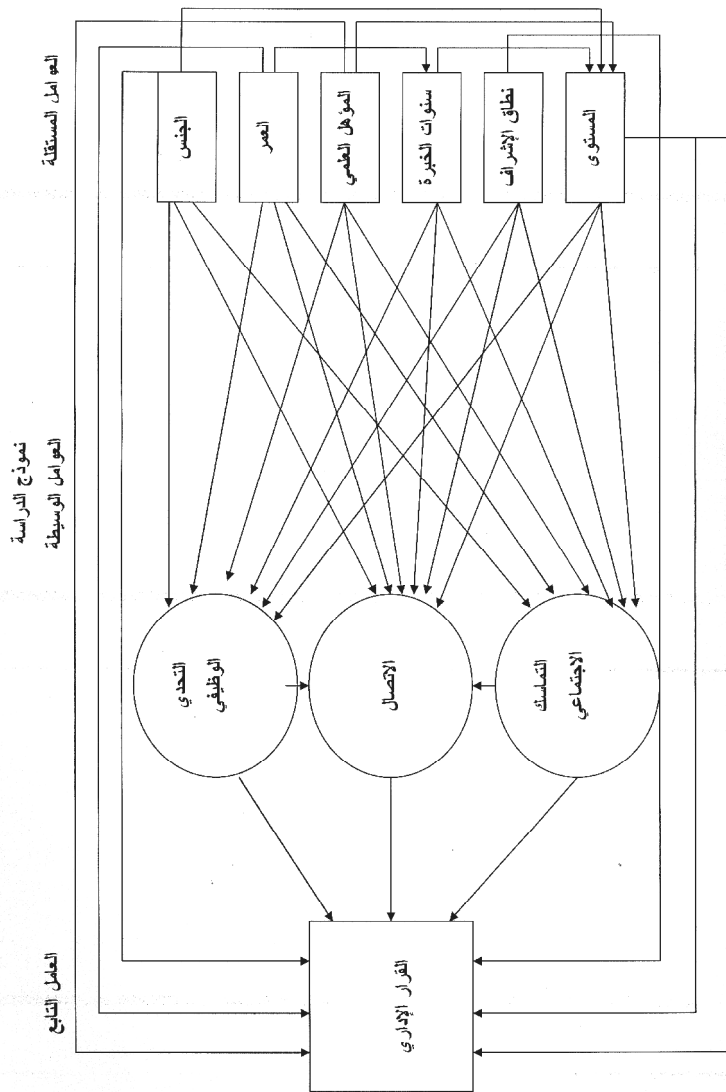 نموذج الدراسة
العوامل المستقلة
العوامل الوسيطة
العامل التابع
الجنس
العمر
المؤهل العلمي
سنوات الخبرة
نطاق الإشراف
المستوى
التحدي
الوظيفي
الاتصال
التماسك
الاجتماعي
القرار الإداري